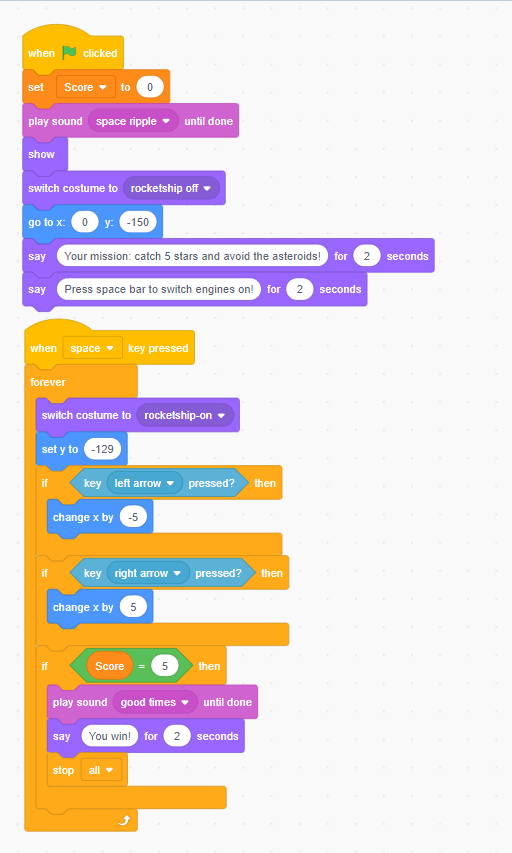 when clicked
set Score to 0
play sound space ripple until done
show
switch costume to rocketship off
go to x: 0 y: -150
say Your mission: catch 5 stars and avoid the asteroids! for 2 seconds
say Press space bar to switch engines on! for 2 seconds
when space key pressed
forever
switch costume to rocketship-on
set y to -129
if key left arrow pressed? then
change x by -5
if key right arrow pressed? then
change x by 5
if Score = 5 then
play sound good times until done
say You win! for 2 seconds
stop all